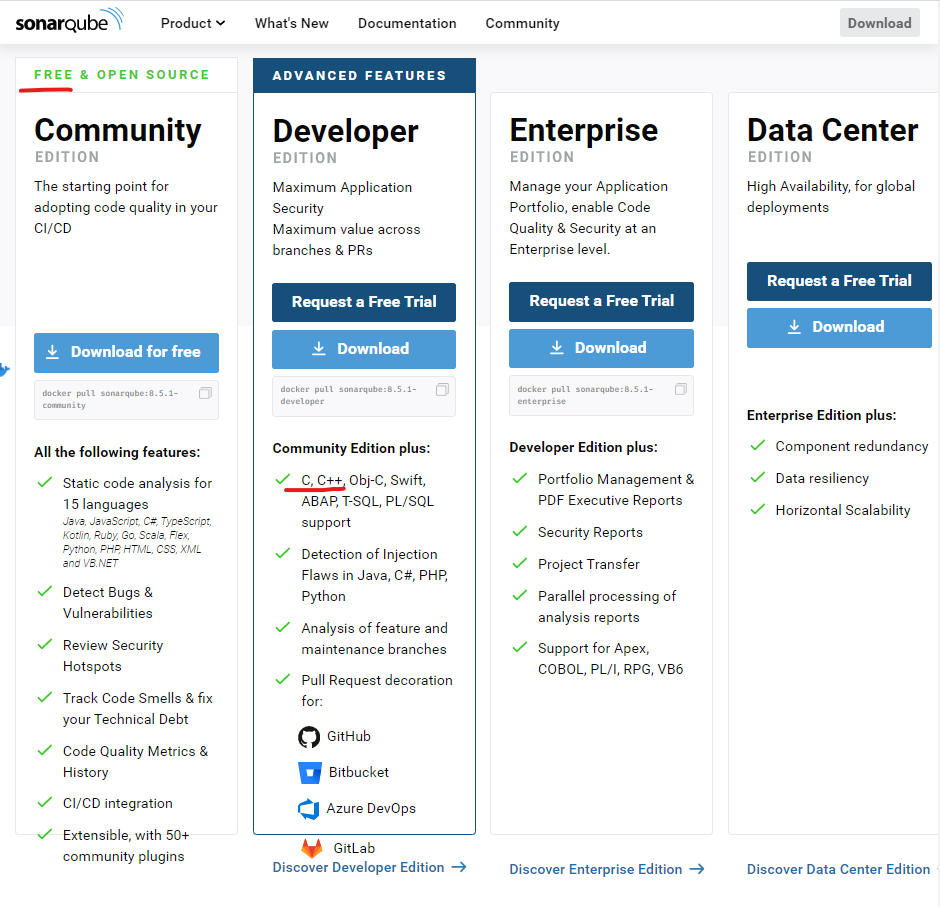 sonarqube
Product
What's New
Documentation
Community
Download
FREE & OPEN SOURCE
Community
EDITION
The starting point for
adopting code quality in your
CI/CD
Download for free
docker pull sonarqube:8.5.1-
community
All the following features:
Static code analysis for
15 languages
Java, JavaScript, C#, TypeScript,
Kotlin, Ruby, Go, Scala, Flex,
Python, PHP, HTML, CSS, XML
and VB.NET
Detect Bugs &
Vulnerabilities
Review Security
Hotspots
Track Code Smells & fix
your Technical Debt
Code Quality Metrics &
History
CI/CD integration
Extensible, with 50+
community plugins
ADVANCED FEATURES
Developer
EDITION
Maximum Application
Security
Maximum value across
branches & PRs
Request a Free Trial
Download
docker pull sonarqube:8.5.1-
developer
Community Edition plus:
C, C++, Obj-C, Swift,
ABAP, T-SQL, PL/SQL
support
Detection of Injection
Flaws in Java, C#, PHP,
Python
Analysis of feature and
maintenance branches
Pull Request decoration
for:
GitHub
Bitbucket
Azure DevOps
GitLab
Discover Developer Edition
Enterprise
EDITION
Manage your Application
Portfolio, enable Code
Quality & Security at an
Enterprise level.
Request a Free Trial
Download
docker pull sonarqube:8.5.1-
enterprise
Developer Edition plus:
Portfolio Management &
PDF Executive Reports
Security Reports
Project Transfer
Parallel processing of
analysis reports
Support for Apex,
COBOL, PL/I, RPG, VB6
Discover Enterprise Edition
Data Center
EDITION
High Availability, for global
deployments
Request a Free Trial
Download
Enterprise Edition plus:
Component redundancy
Data resiliency
Horizontal Scalability
Discover Data Center Edition